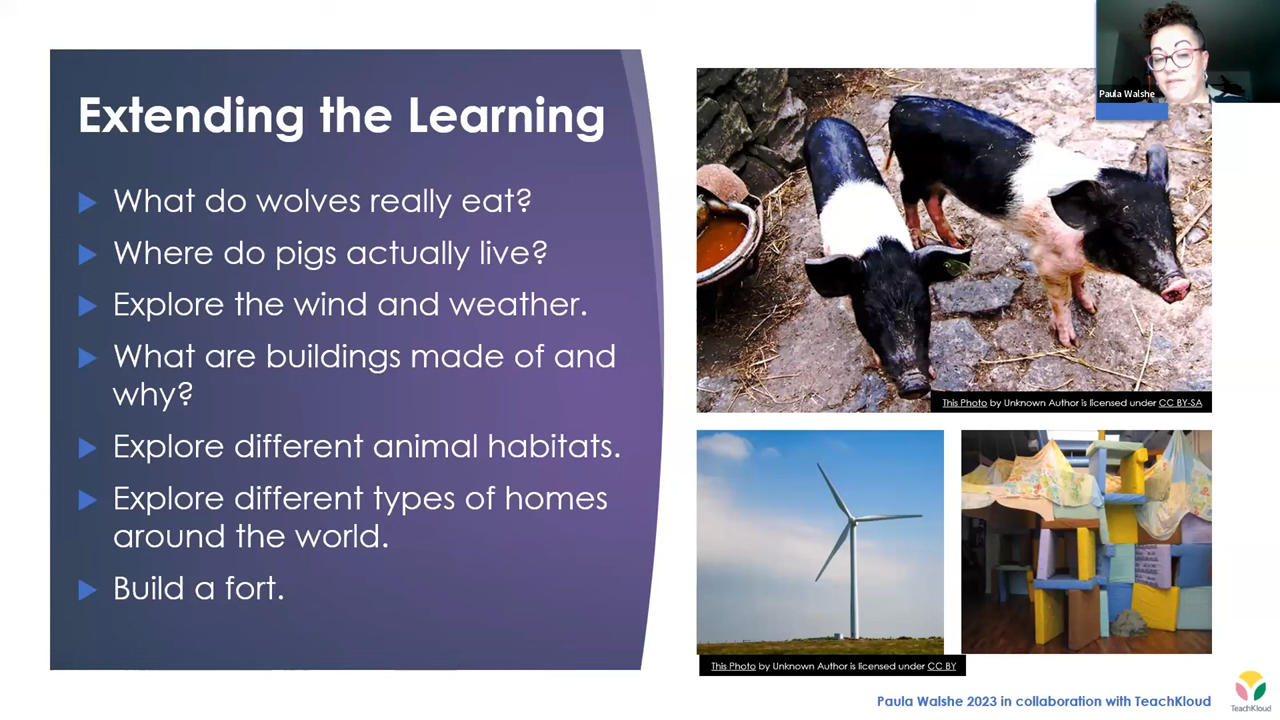 Extending the Learning
What do wolves really eat?
Where do pigs actually live?
Explore the wind and weather.
What are buildings made of and
why?
Explore different animal habitats.
Explore different types of homes
around the world.
Build a fort.
Paula Walshe
This Photo by Unknown Author is licensed under CC BY-SA
This Photo by Unknown Author is licensed under CC BY
Paula Walshe 2023 in collaboration with TeachKloud
TeachKloud